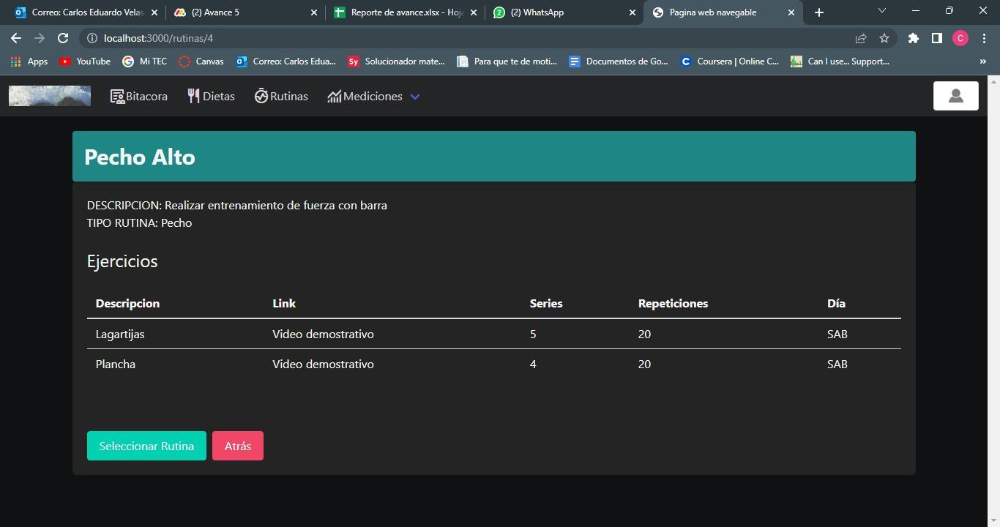 Correo: Carlos Eduardo Velas
(2) Avance 5
Reporte de avance.xlsx - Hoja
(2) WhatsApp
Pagina web navegable
localhost:3000/rutinas/4
C
Apps
YouTube
Mi TEC
Canvas
Correo: Carlos Edua...
Sy
Solucionador mate...
Para que te de moti...
Documentos de Go...
Coursera | Online C...
Can I use... Support...
»
Bitacora
Dietas
Rutinas
Mediciones
Pecho Alto
DESCRIPCION: Realizar entrenamiento de fuerza con barra
TIPO RUTINA: Pecho
Ejercicios
Descripcion Link Series Repeticiones Día
Lagartijas Video demostrativo 5 20 SAB
Plancha Video demostrativo 4 20 SAB
Seleccionar Rutina
Atrás